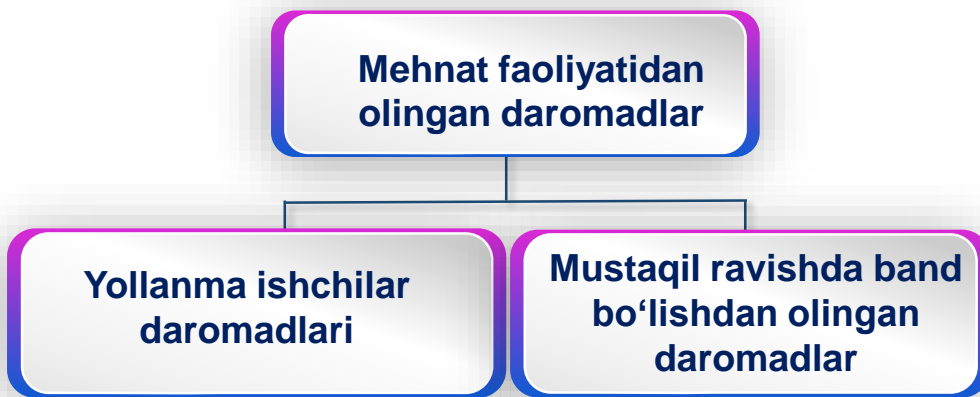 Mehnat faoliyatidan
olingan daromadlar
Yollanma ishchilar
daromadlari
Mustaqil ravishda band
bo‘lishdan olingan
daromadlar